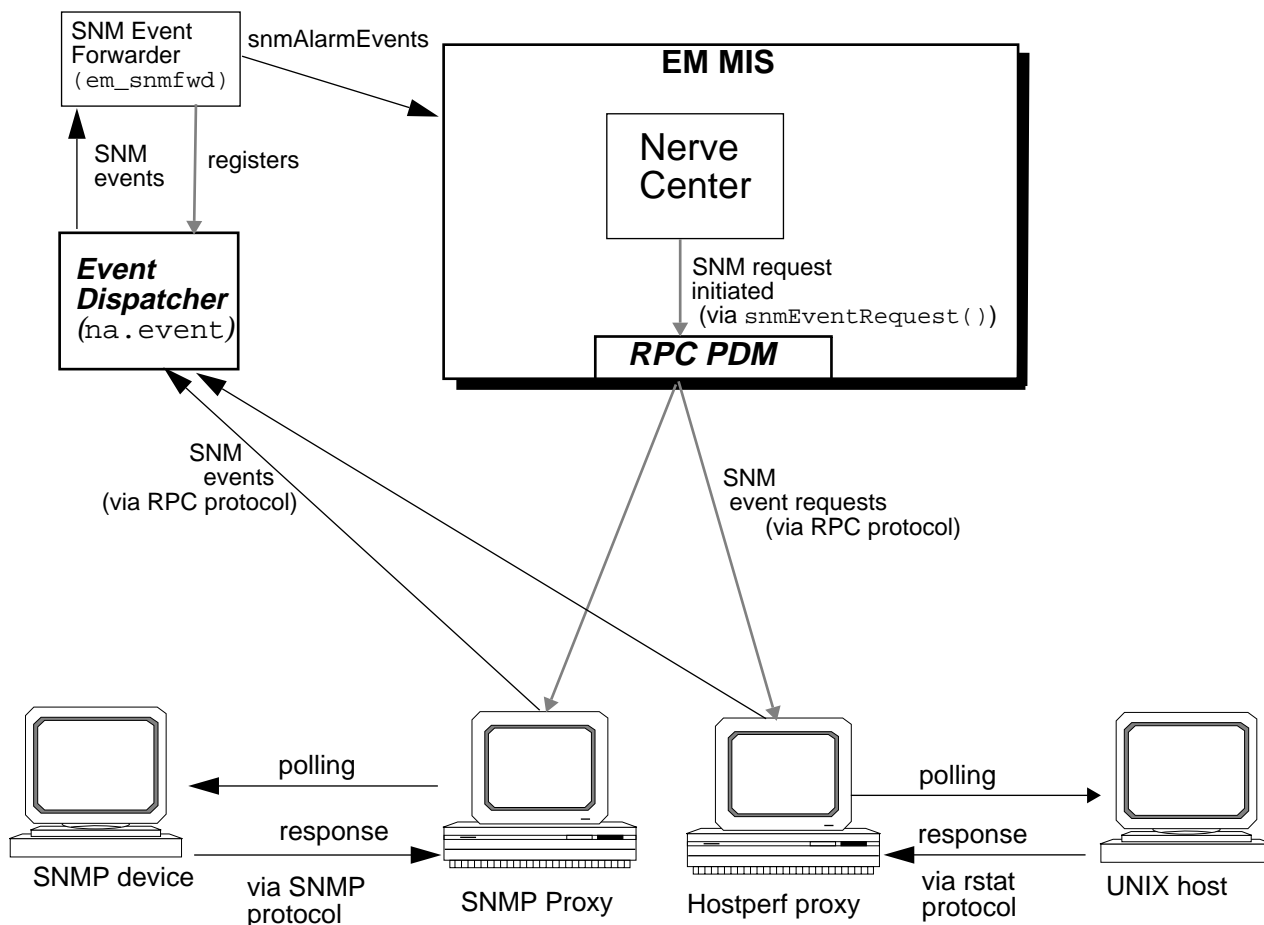 SNM Event
Forwarder
(em_snmfwd)
snmAlarmEvents
EM MIS
Nerve
Center
SNM
events
registers
Event
Dispatcher
(na.event)
SNM request
initiated
(via snmEventRequest())
RPC PDM
SNM
events
(via RPC protocol)
SNM
event requests
(via RPC protocol)
polling
response
SNMP device
via SNMP
protocol
SNMP Proxy
Hostperf proxy
polling
response
via rstat
protocol
UNIX host